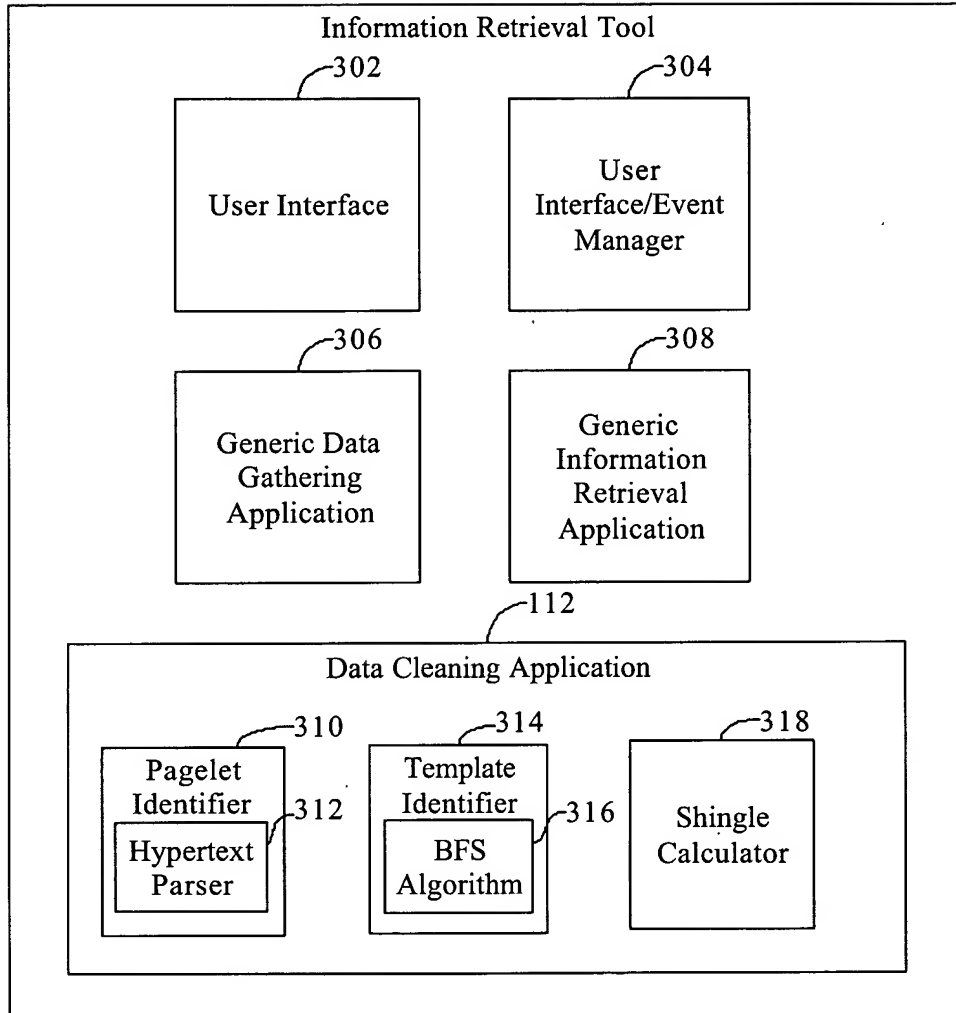 Information Retrieval Tool
302
304
User Interface
User
Interface/Event
Manager
306
308
Generic Data
Gathering
Application
Generic
Information
Retrieval
Application
112
Data Cleaning Application
310
314
318
Pagelet
Identifier
312
Hypertext
Parser
Template
Identifier
316
BFS
Algorithm
Shingle
Calculator